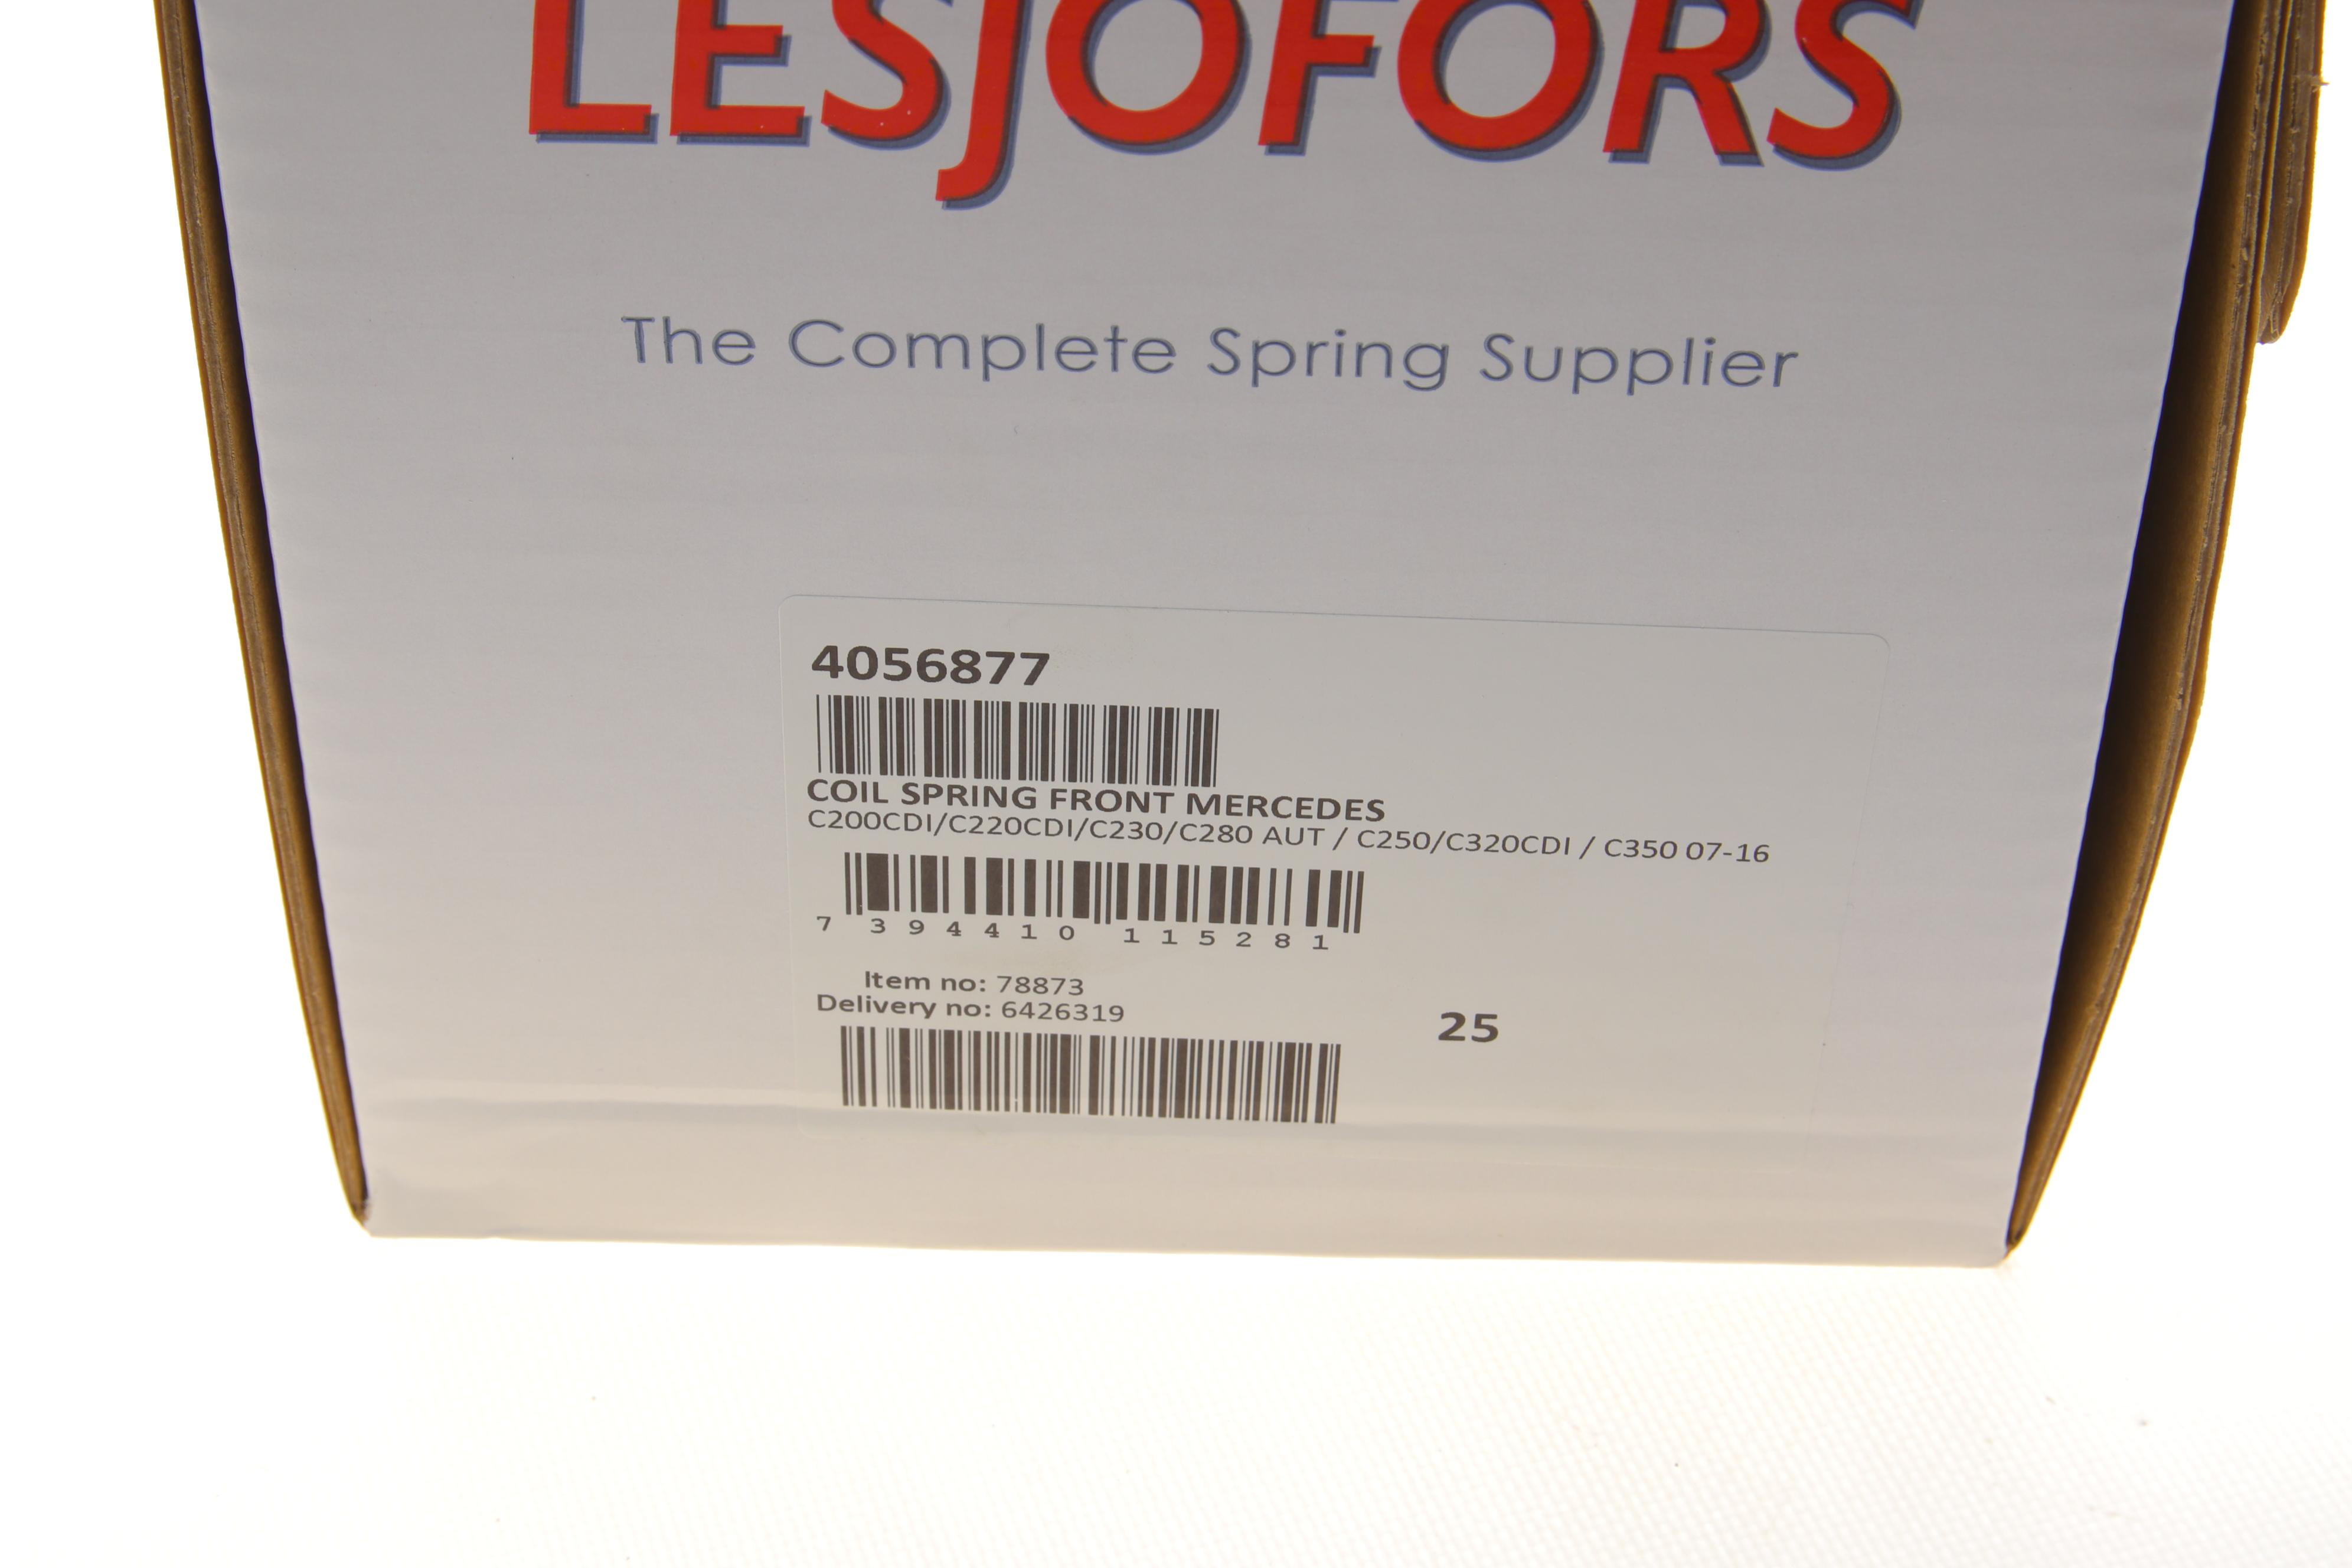 LESJOFORS
The Complete Spring Supplier
4056877
COIL SPRING FRONT MERCEDES
C200CDI/C220CDI/C230/C280 AUT / C250/C320CDI / C350 07-16
7 394410 115281
Item no: 78873
Delivery no: 6426319
25